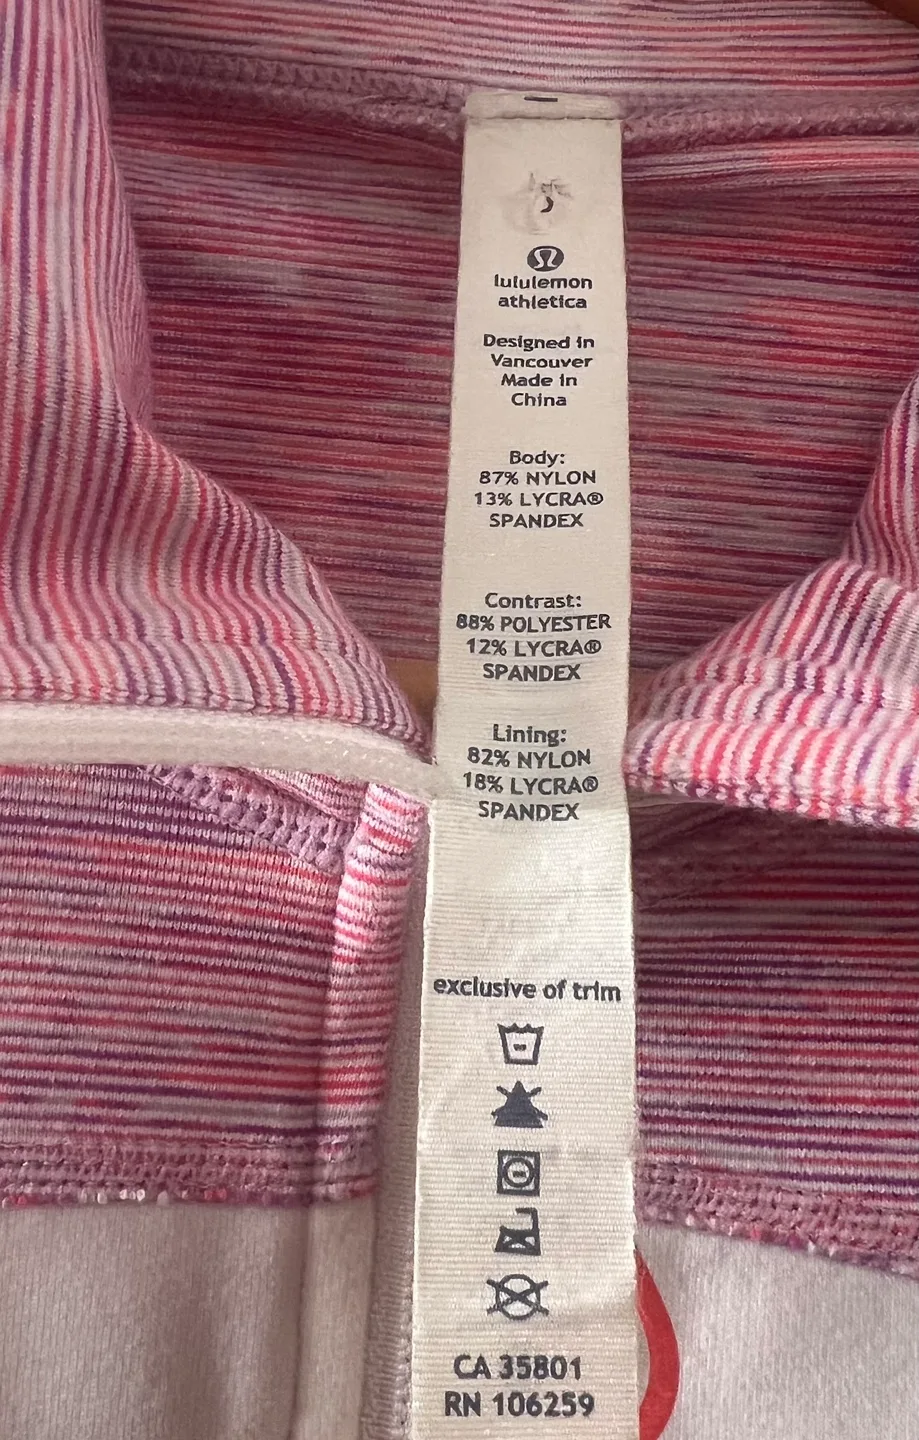 lululemon
athletica
Designed in
Vancouver
Made in
China
Body:
87% NYLON
13% LYCRA®
SPANDEX
Contrast:
88% POLYESTER
12% LYCRA®
SPANDEX
Lining:
82% NYLON
18% LYCRA®
SPANDEX
exclusive of trim
CA 35801
RN 106259